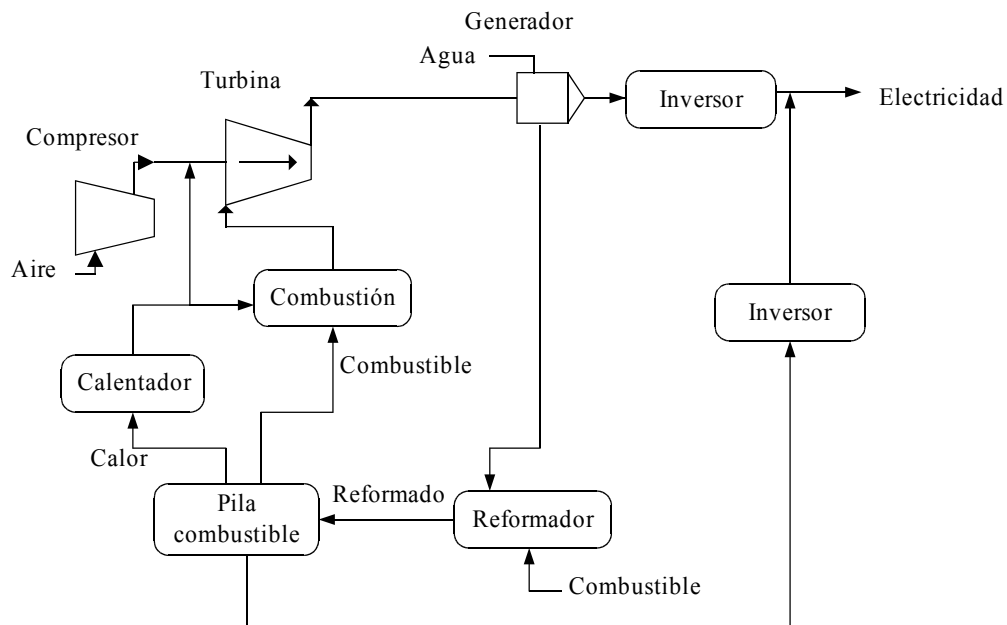 Generador
Agua
Turbina
Inversor
Electricidad
Compresor
Aire
Combustión
Inversor
Combustible
Calentador
Calor
Pila
combustible
Reformado
Reformador
Combustible